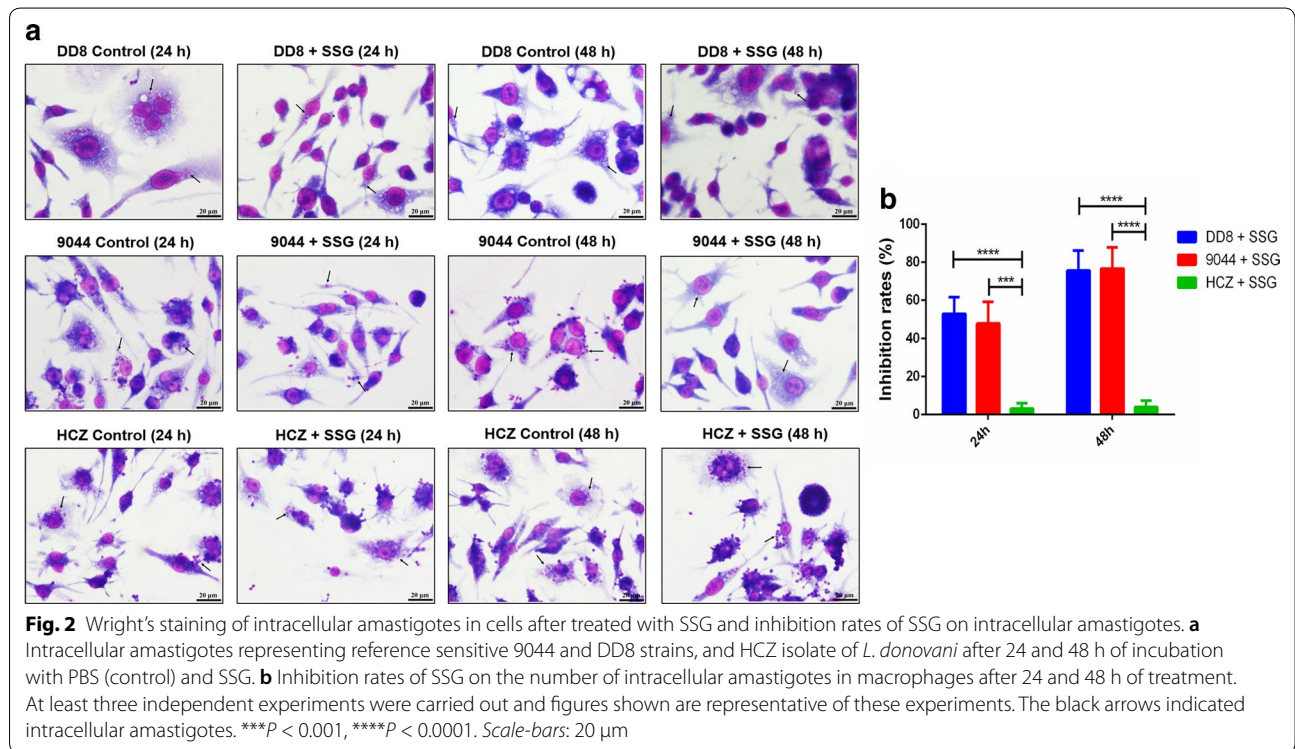 a
DD8 Control (24 h) DD8 + SSG (24 h) DD8 Control (48 h) DD8 + SSG (48 h)
20 μm 20 μm 20 μm 20 μm
9044 Control (24 h) 9044 + SSG (24 h) 9044 Control (48 h) 9044 + SSG (48 h)
20 μm 20 μm 20 μm 20 μm
HCZ Control (24 h) HCZ + SSG (24 h) HCZ Control (48 h) HCZ + SSG (48 h)
20 μm 20 μm 20 μm 20 μm
b
Inhibition rates (%)
100
80
60
40
20
0
**** ***
**** ****
24h 48h
DD8 + SSG
9044 + SSG
HCZ + SSG
Fig. 2 Wright's staining of intracellular amastigotes in cells after treated with SSG and inhibition rates of SSG on intracellular amastigotes. a
Intracellular amastigotes representing reference sensitive 9044 and DD8 strains, and HCZ isolate of L. donovani after 24 and 48 h of incubation
with PBS (control) and SSG. b Inhibition rates of SSG on the number of intracellular amastigotes in macrophages after 24 and 48 h of treatment.
At least three independent experiments were carried out and figures shown are representative of these experiments. The black arrows indicated
intracellular amastigotes. ***P < 0.001, ****P < 0.0001. Scale-bars: 20 μm